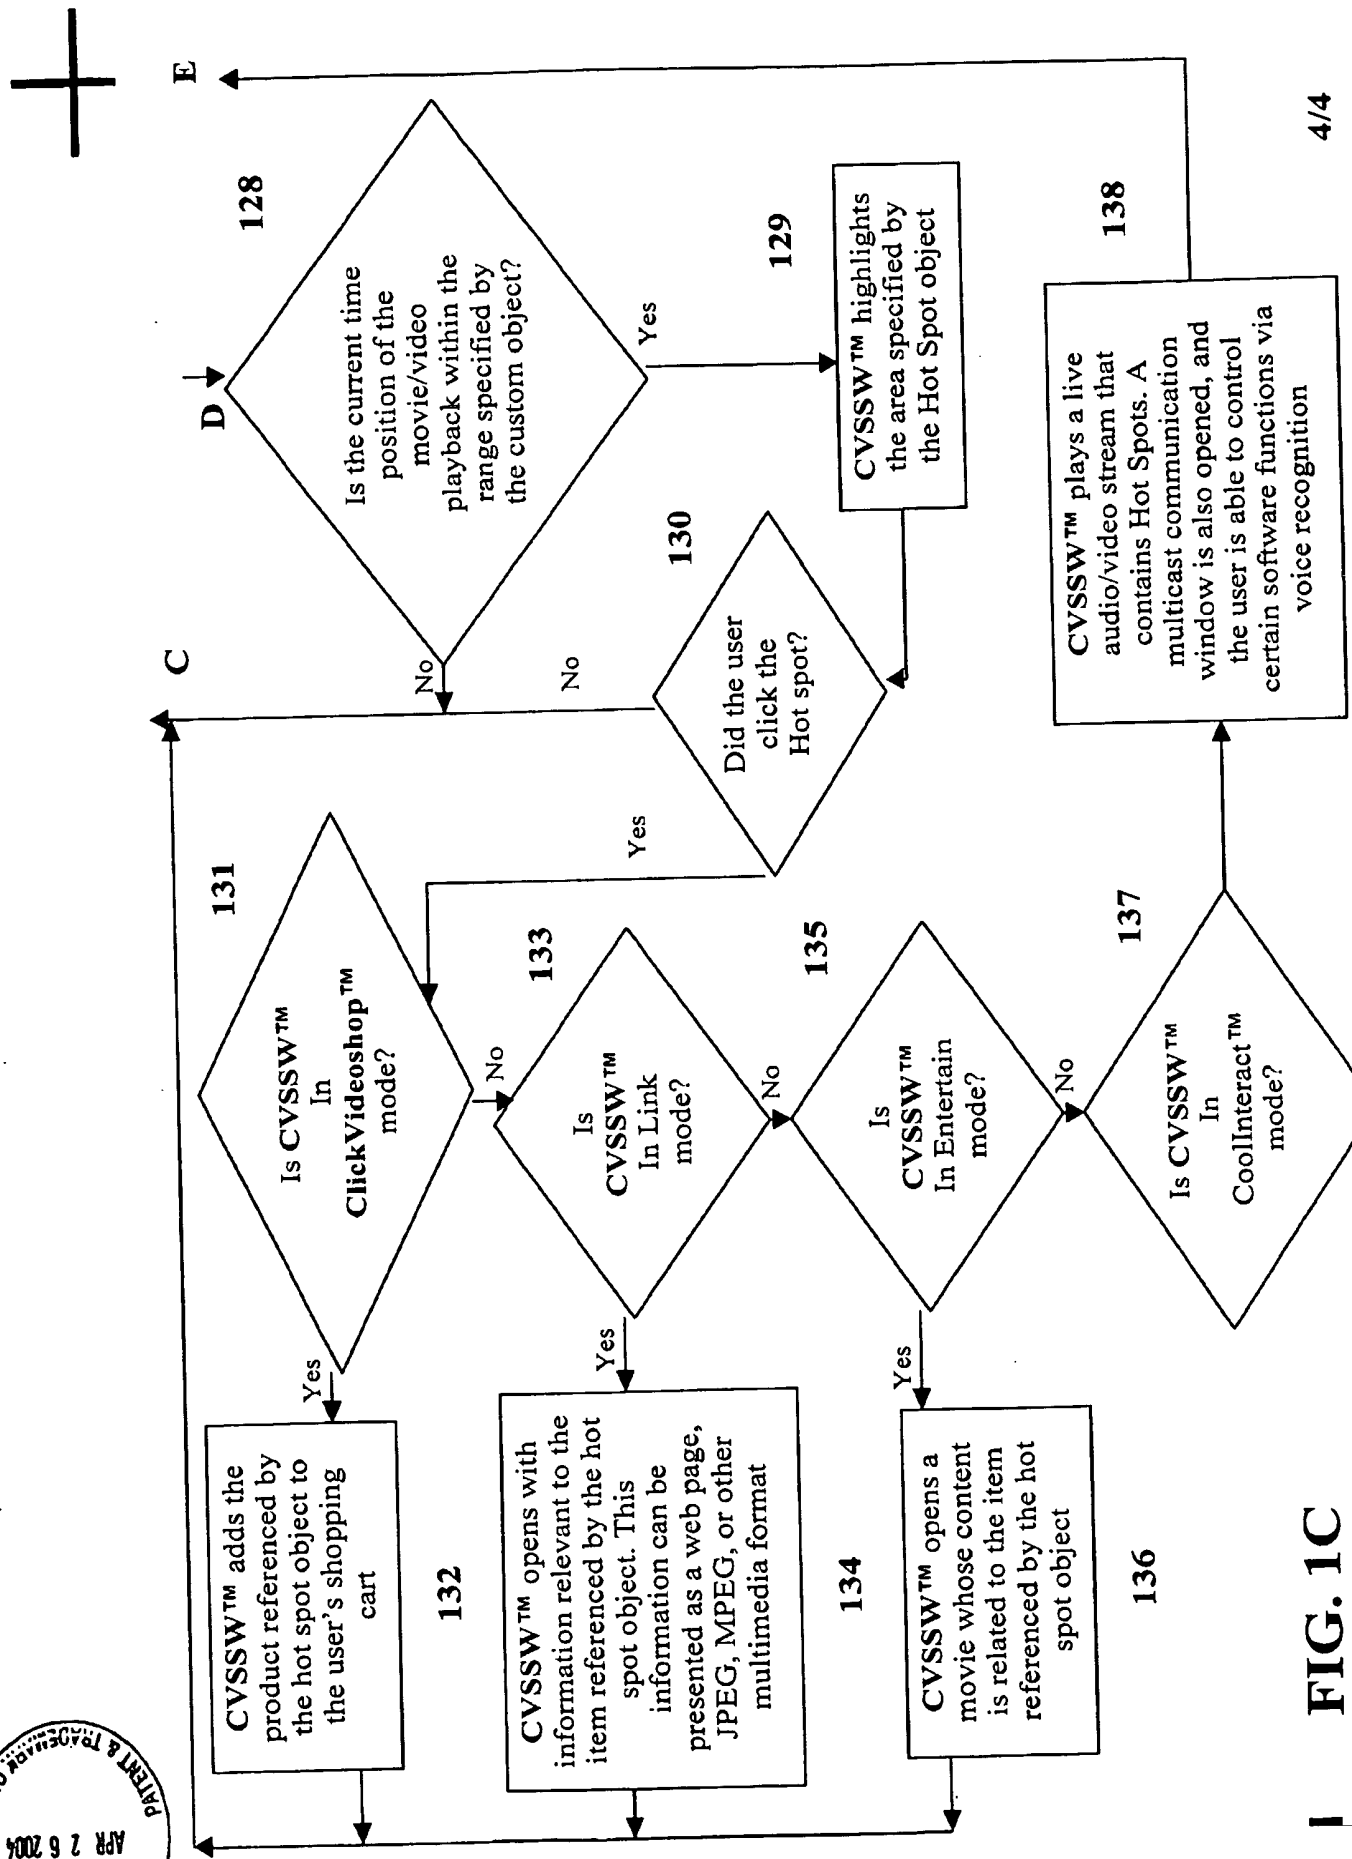 D
128
Is the current time
position of the
movie/video
playback within the
range specified by
the custom object?
No
Yes
C
E
129
CVSSW™ highlights
the area specified by
the Hot Spot object
130
Did the user
click the
Hot spot?
No
Yes
131
Is CVSSW™
In
ClickVideoshop™
mode?
Yes
No
CVSSW™ adds the
product referenced by
the hot spot object to
the user's shopping
cart
132
133
Is
CVSSW™
In Link
mode?
Yes
No
CVSSW™ opens with
information relevant to the
item referenced by the hot
spot object. This
information can be
presented as a web page,
JPEG, MPEG, or other
multimedia format
134
135
Is
CVSSW™
In Entertain
mode?
Yes
No
CVSSW™ opens a
movie whose content
is related to the item
referenced by the hot
spot object
136
137
Is CVSSW™
In
CoolInteract™
mode?
138
CVSSW™ plays a live
audio/video stream that
contains Hot Spots. A
multicast communication
window is also opened, and
the user is able to control
certain software functions via
voice recognition
FIG. 1C
4/4
APR 2 6 2004
PATENT & TRADEMARK